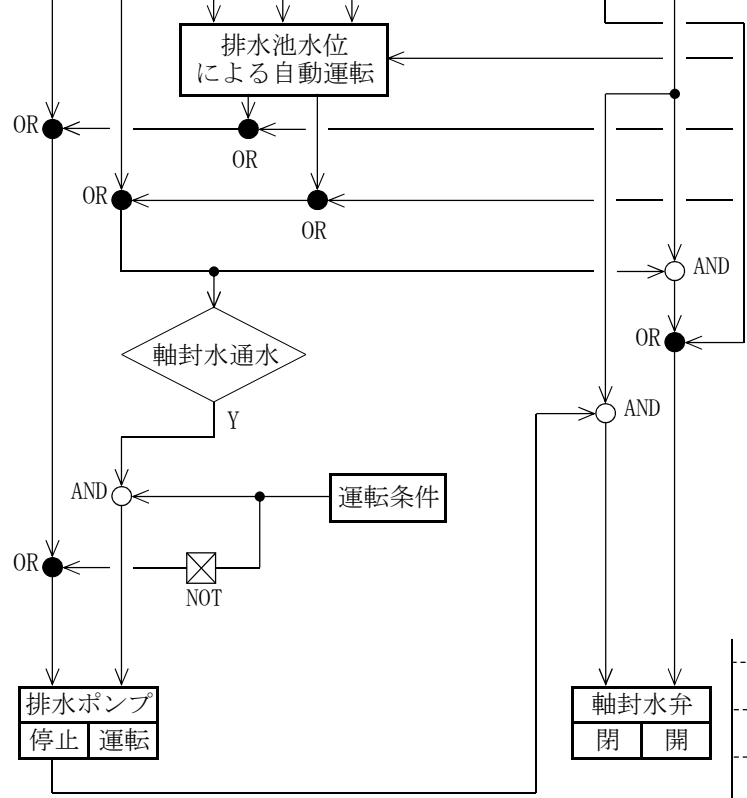 排水池水位
による自動運転
OR
OR
OR
OR
AND
OR
軸封水通水
AND
Y
AND
運転条件
OR
NOT
排水ポンプ
停止 運転
軸封水弁
閉 開